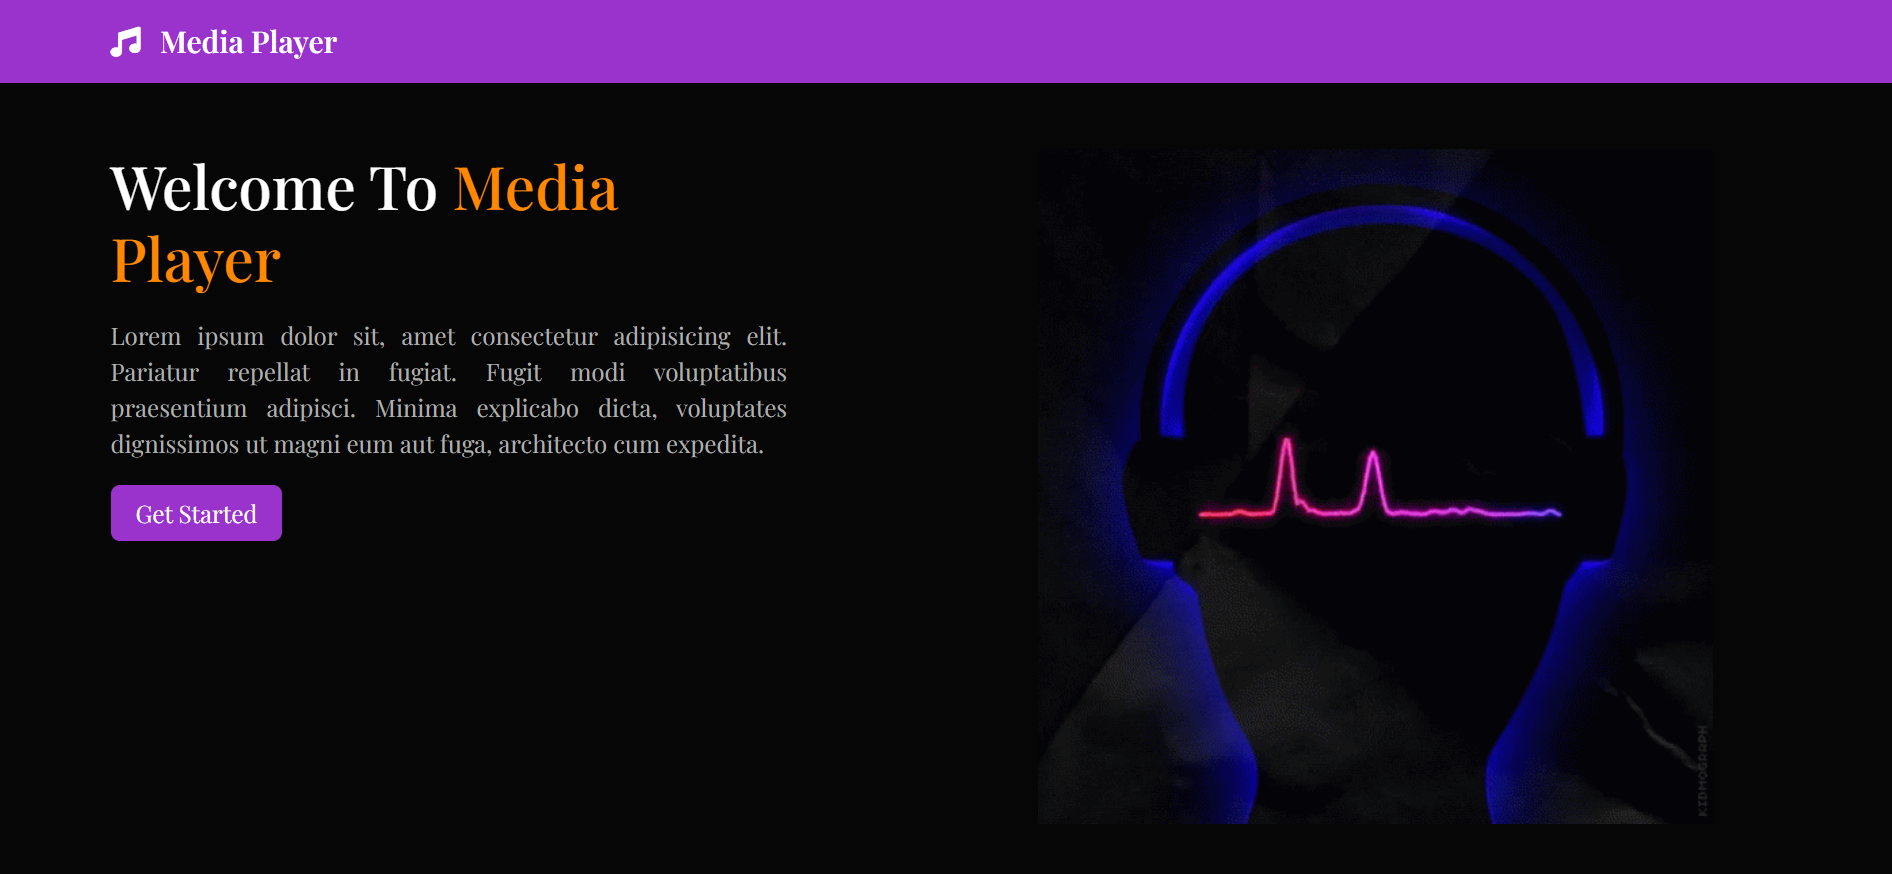 Media Player
Welcome To Media
Player
Lorem ipsum dolor sit, amet consectetur adipisicing elit.
Pariatur repellat in fugiat. Fugit modi voluptatibus
praesentium adipisci. Minima explicabo dicta, voluptates
dignissimos ut magni eum aut fuga, architecto cum expedita.
Get Started
KIDMOGRAPH